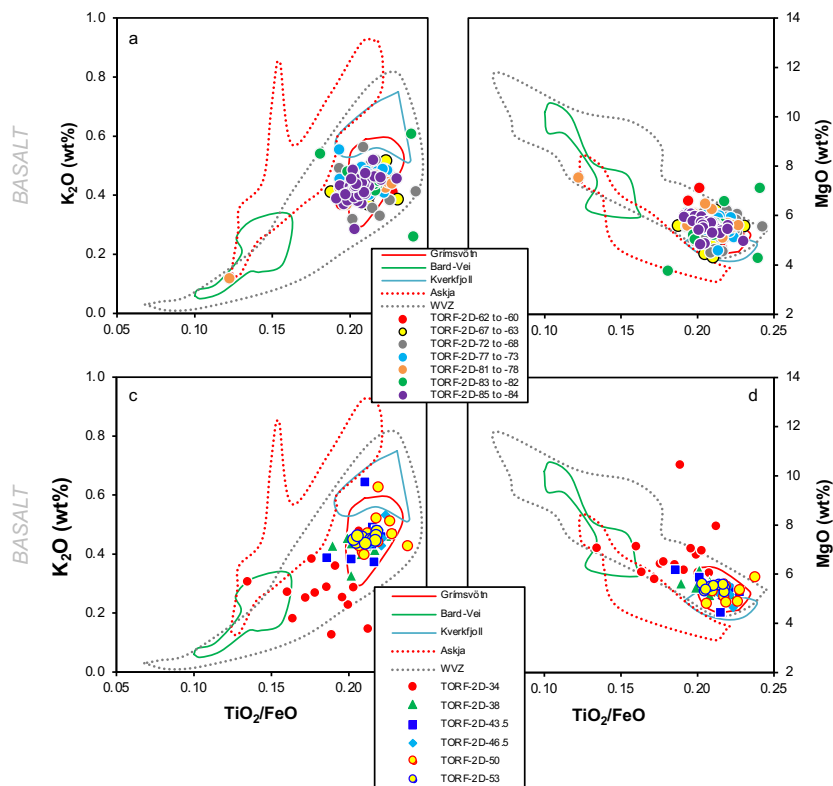 1.0
0.8
0.6
0.4
0.2
0.0
0.05
0.10
0.15
0.20
a
BASALT
K2O (wt%)
14
12
10
8
6
4
2
0.10
0.15
0.20
0.25
MgO (wt%)
Grímsvötn
Bard-Vei
Kverkfjoll
Askja
WVZ
TORF-2D-62 to -60
TORF-2D-67 to -63
TORF-2D-72 to -68
TORF-2D-77 to -73
TORF-2D-81 to -78
TORF-2D-83 to -82
TORF-2D-85 to -84
1.0
0.8
0.6
0.4
0.2
0.0
0.05
0.10
0.15
0.20
c
BASALT
K2O (wt%)
TiO2/FeO
d
14
12
10
8
6
4
2
0.10
0.15
0.20
0.25
MgO (wt%)
TiO2/FeO
Grímsvötn
Bard-Vei
Kverkfjoll
Askja
WVZ
TORF-2D-34
TORF-2D-38
TORF-2D-43.5
TORF-2D-46.5
TORF-2D-50
TORF-2D-53